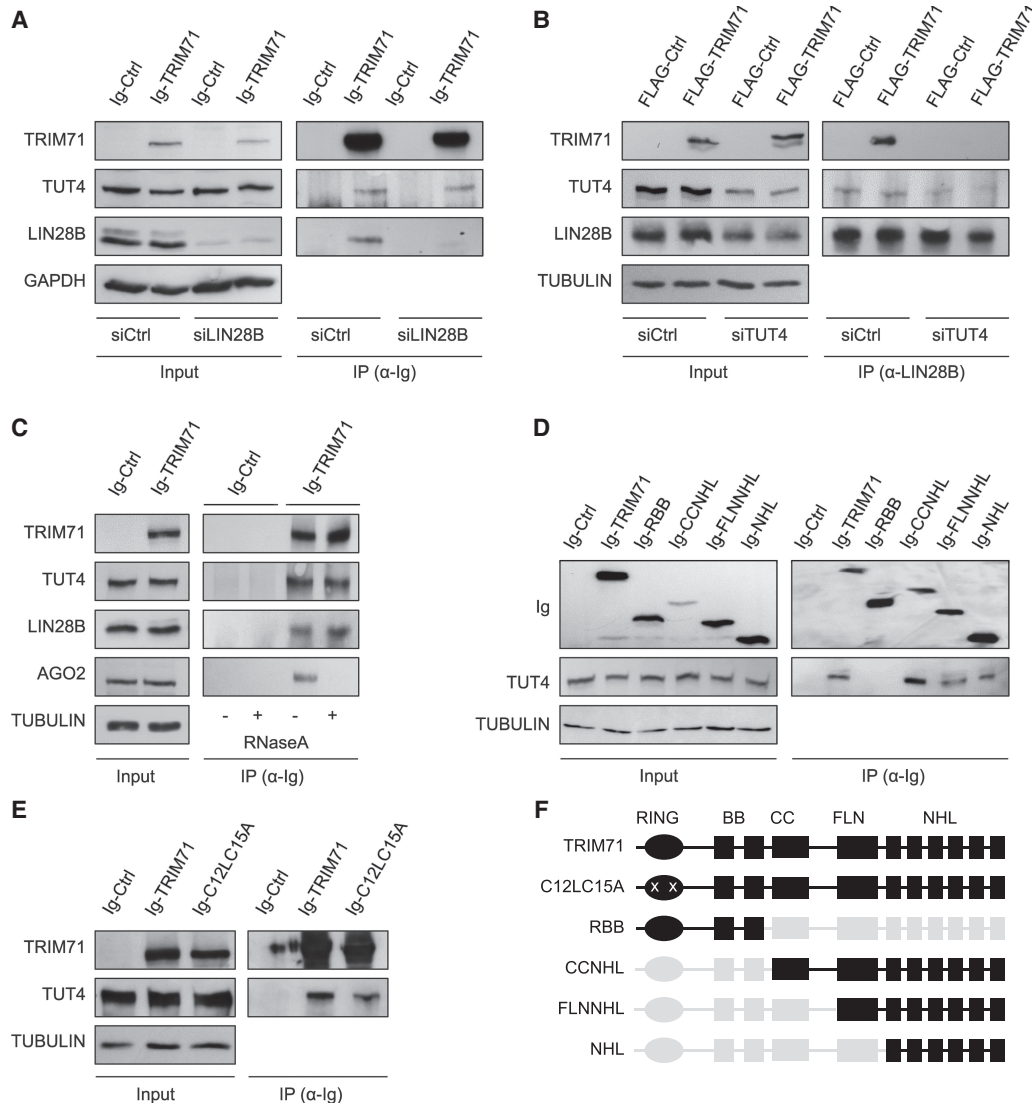 A
Ig-Ctrl
Ig-TRIM71
Ig-Ctrl
Ig-TRIM71
Ig-Ctrl
Ig-TRIM71
Ig-Ctrl
Ig-TRIM71
TRIM71
TUT4
LIN28B
GAPDH
siCtrl siLIN28B siCtrl siLIN28B
Input IP (α-Ig)
B
FLAG-Ctrl
FLAG-TRIM71
FLAG-Ctrl
FLAG-TRIM71
FLAG-Ctrl
FLAG-TRIM71
FLAG-Ctrl
FLAG-TRIM71
TRIM71
TUT4
LIN28B
TUBULIN
siCtrl siTUT4 siCtrl siTUT4
Input IP (α-LIN28B)
C
Ig-Ctrl
Ig-TRIM71
Ig-Ctrl
Ig-TRIM71
TRIM71
TUT4
LIN28B
AGO2
TUBULIN
- + - +
RNaseA
Input IP (α-Ig)
D
Ig-Ctrl
Ig-TRIM71
Ig-RBB
Ig-CCNHL
Ig-FLNNHL
Ig-NHL
Ig-Ctrl
Ig-TRIM71
Ig-RBB
Ig-CCNHL
Ig-FLNNHL
Ig-NHL
Ig
TUT4
TUBULIN
Input IP (α-Ig)
E
Ig-Ctrl
Ig-TRIM71
Ig-C12LC15A
Ig-Ctrl
Ig-TRIM71
Ig-C12LC15A
TRIM71
TUT4
TUBULIN
Input IP (α-Ig)
F
RING BB CC FLN NHL
TRIM71
C12LC15A X X
RBB
CCNHL
FLNNHL
NHL